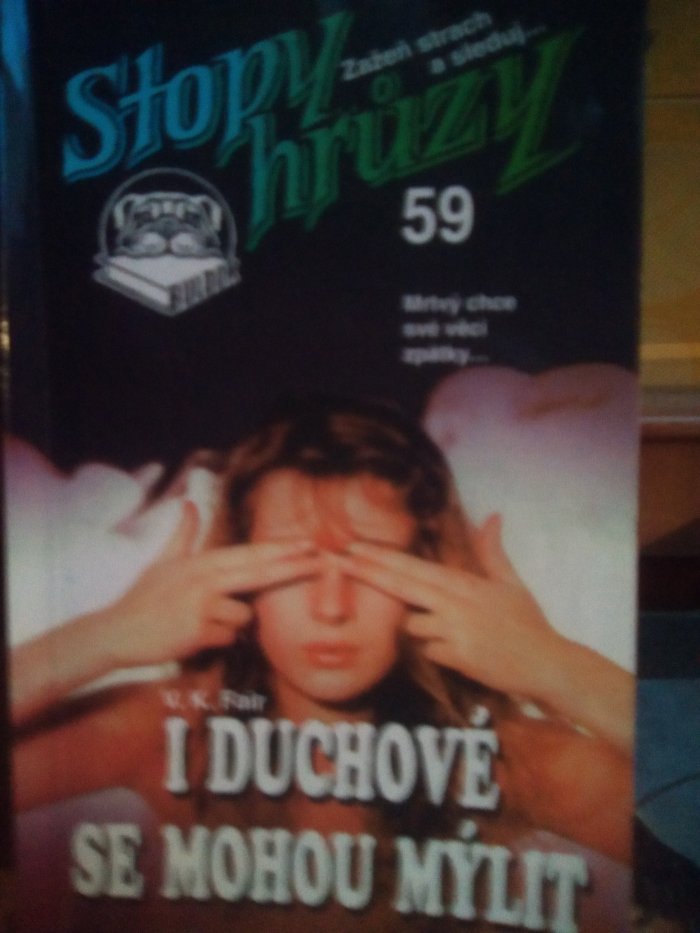 Stopy
hrůzy
Zažeň strach
a sleduj...
59
Mrtvý chce
své věci
zpátky...
V. K. Fair
I DUCHOVÉ
SE MOHOU MÝLIT